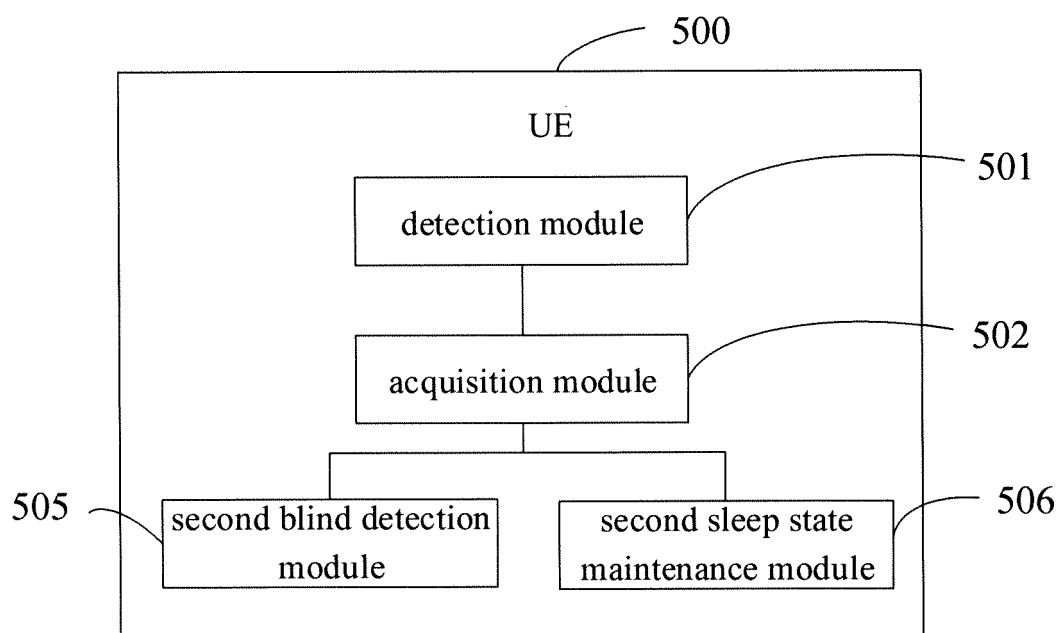 500
UE
501
detection module
502
acquisition module
505
second blind detection
module
second sleep state
maintenance module
506